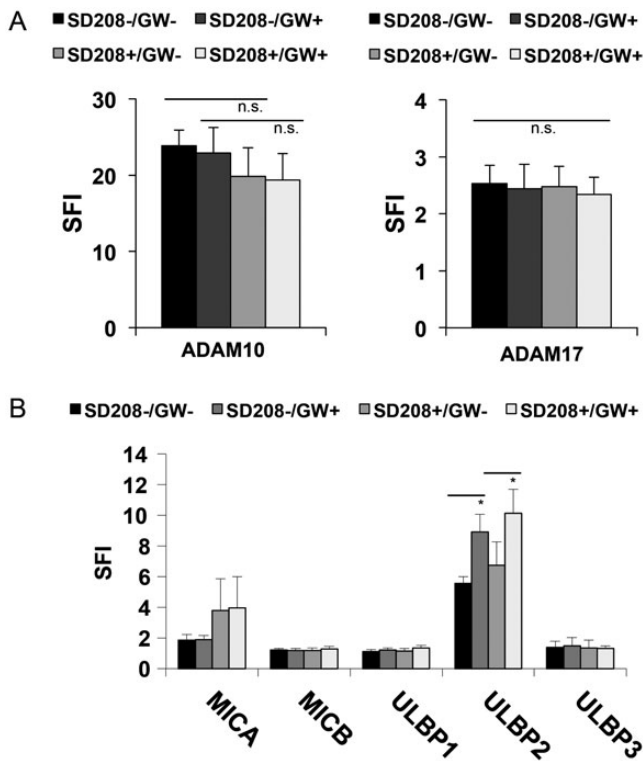 A
SD208-/GW- SD208-/GW+
SD208+/GW- SD208+/GW+
SD208-/GW- SD208-/GW+
SD208+/GW- SD208+/GW+
30
20
10
0
SFI
n.s.
n.s.
ADAM10
4
3
2
1
0
SFI
n.s.
ADAM17
B
SD208-/GW- SD208-/GW+ SD208+/GW- SD208+/GW+
14
12
10
8
6
4
2
0
SFI
*
*
MICA
MICB
ULBP1
ULBP2
ULBP3